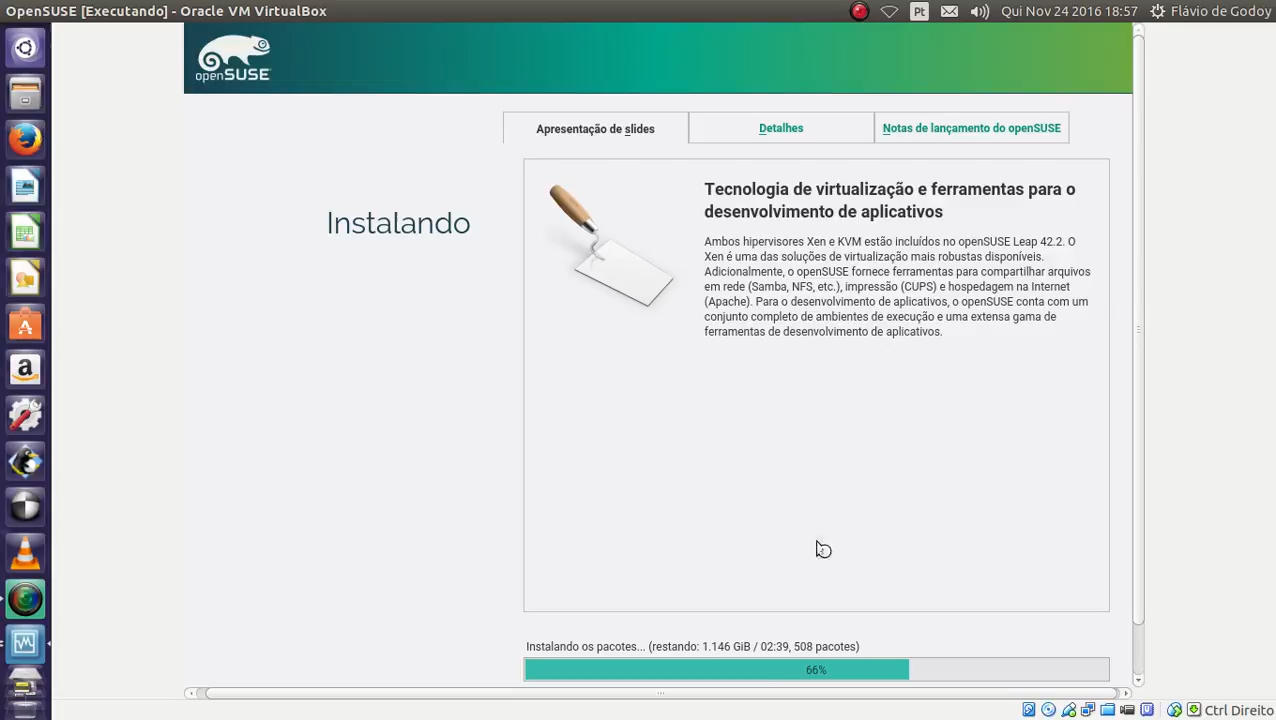 OpenSUSE [Executando] - Oracle VM VirtualBox
Pt
Qui Nov 24 2016 18:57
Flávio de Godoy
openSUSE
Apresentação de slides
Detalhes
Notas de lançamento do openSUSE
Instalando
Tecnologia de virtualização e ferramentas para o
desenvolvimento de aplicativos
Ambos hipervisores Xen e KVM estão incluídos no openSUSE Leap 42.2. O
Xen é uma das soluções de virtualização mais robustas disponíveis.
Adicionalmente, o openSUSE fornece ferramentas para compartilhar arquivos
em rede (Samba, NFS, etc.), impressão (CUPS) e hospedagem na Internet
(Apache). Para o desenvolvimento de aplicativos, o openSUSE conta com um
conjunto completo de ambientes de execução e uma extensa gama de
ferramentas de desenvolvimento de aplicativos.
Instalando os pacotes... (restando: 1.146 GiB / 02:39, 508 pacotes)
66%
Ctrl Direito